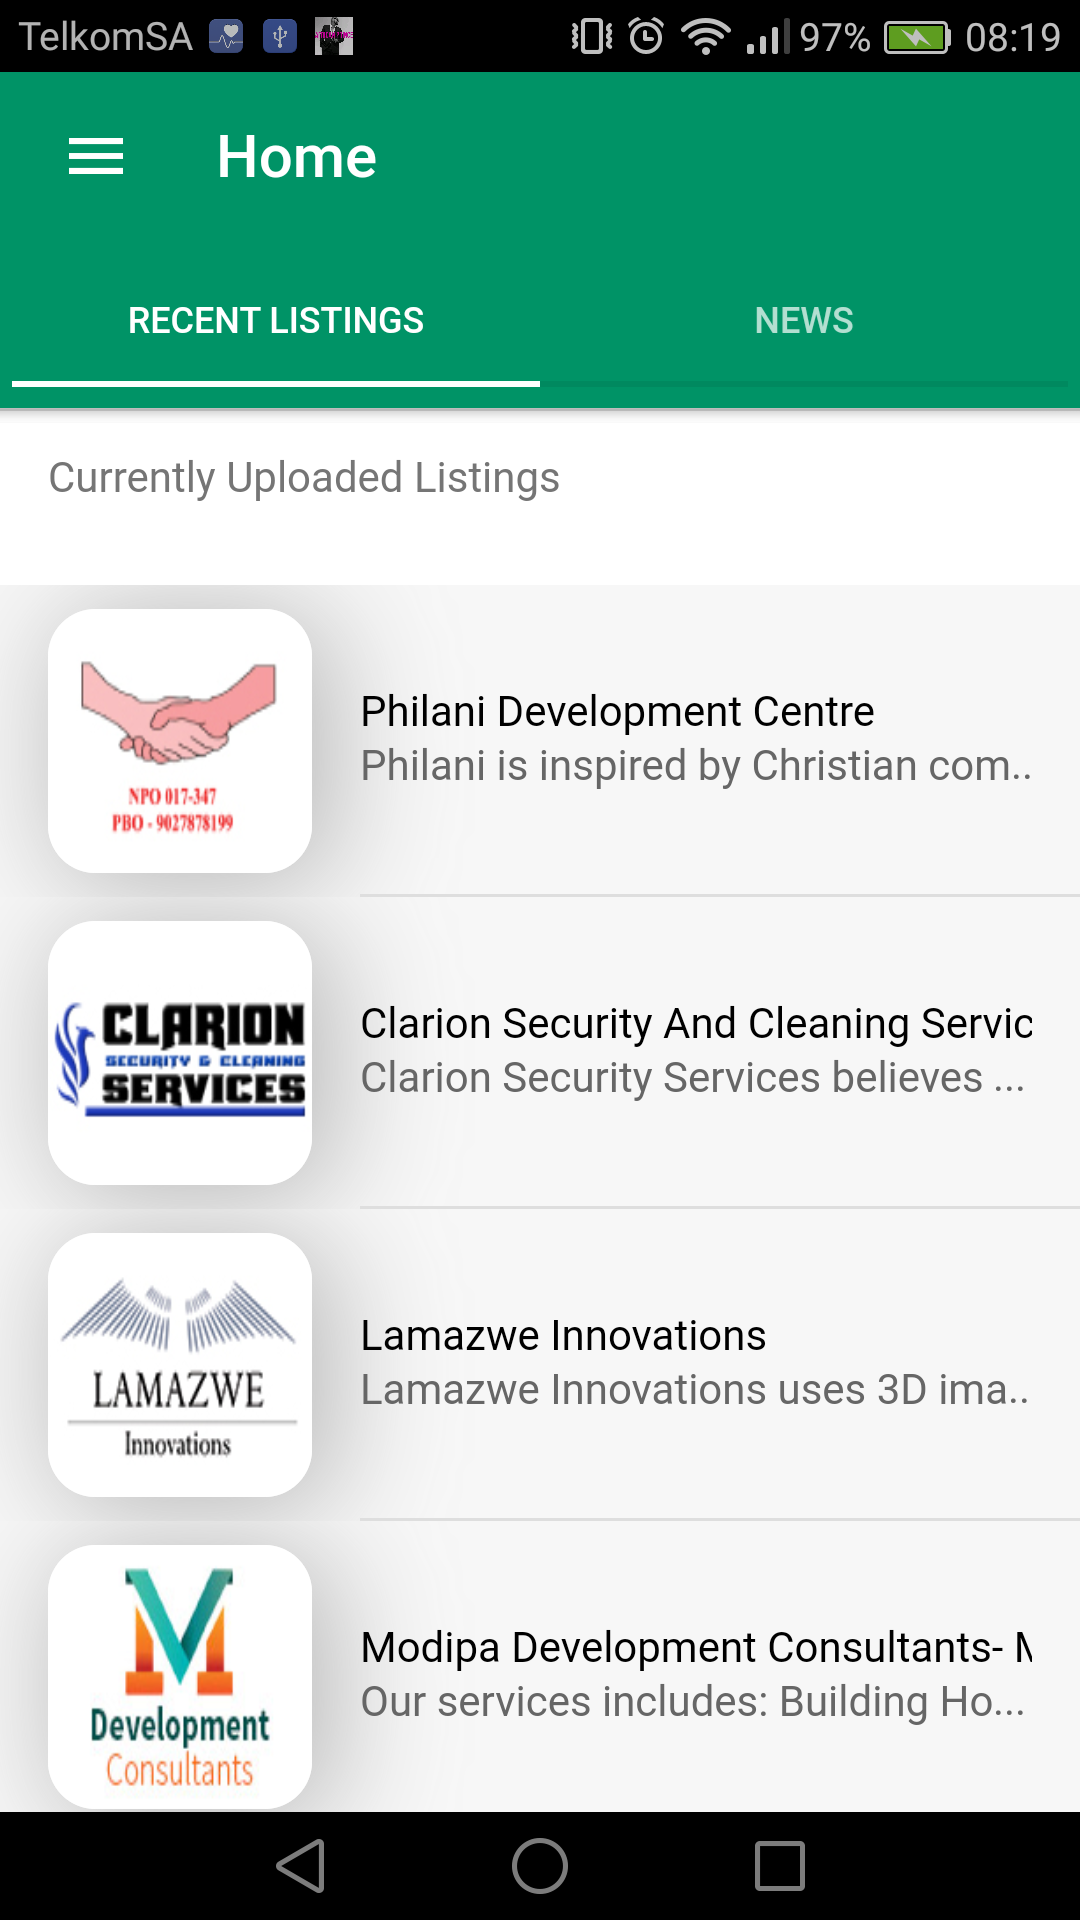 TelkomSA 97% 08:19
Home
RECENT LISTINGS NEWS
Currently Uploaded Listings
NPO 017-347
PBO - 9027878199
Philani Development Centre
Philani is inspired by Christian com..
CLARION
SECURITY & CLEANING
SERVICES
Clarion Security And Cleaning Servic
Clarion Security Services believes ...
LAMAZWE
Innovations
Lamazwe Innovations
Lamazwe Innovations uses 3D ima..
M
Development
Consultants
Modipa Development Consultants- M
Our services includes: Building Ho...